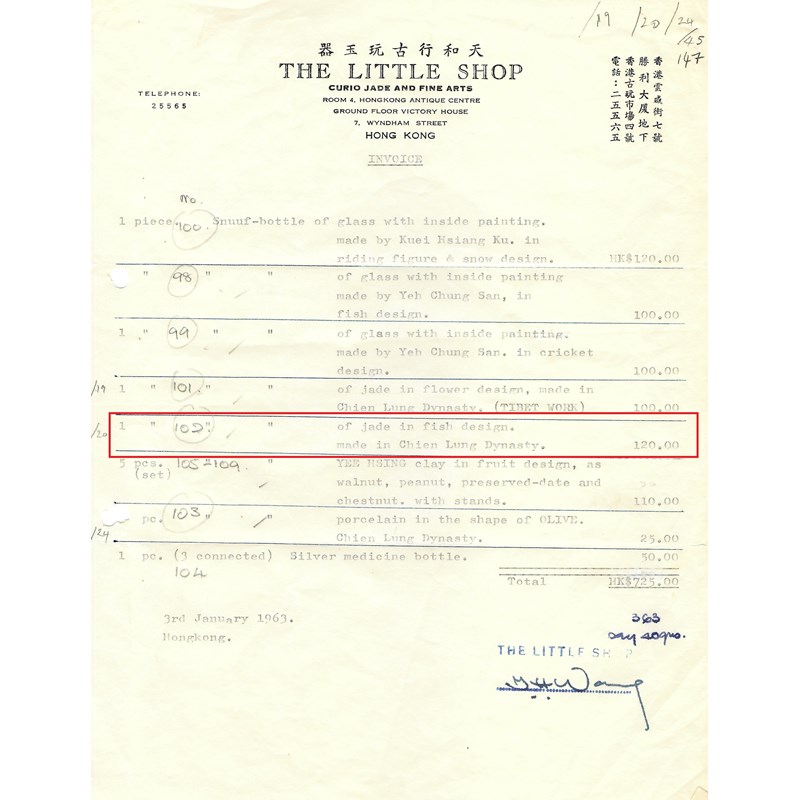 /19 /20 /24
/45
147
器玉玩古行和天
THE LITTLE SHOP
CURIO JADE AND FINE ARTS
ROOM 4, HONGKONG ANTIQUE CENTRE
GROUND FLOOR VICTORY HOUSE
7, WYNDHAM STREET
HONG KONG
TELEPHONE:
25565
香港雲咸街七號
勝利大廈地下
香港古玩市場四號
電話：二五五六五
INVOICE
No.
1 piece. 100. Snuuf-bottle of glass with inside painting.
made by Kuei Hsiang Ku. in
riding figure & snow design. HK$120.00
" 98 " " of glass with inside painting
made by Yeh Chung San, in
fish design. 100.00
1 " 99 " " of glass with inside painting.
made by Yeh Chung San. in cricket
design. 100.00
/19 1 " 101. " " of jade in flower design, made in
Chien Lung Dynasty. (TIBET WORK) 100.00
/20 1 " 102 " " of jade in fish design.
made in Chien Lung Dynasty. 120.00
5 pcs. 105-109 " YEE HSING clay in fruit design, as
(set) walnut, peanut, preserved-date and
chestnut. with stands. 110.00
pc. 103 " " porcelain in the shape of OLIVE.
/24 Chien Lung Dynasty. 25.00
1 pc. (3 connected) Silver medicine bottle. 50.00
104
Total HK$725.00
3rd January 1963.
Hongkong.
363
THE LITTLE SH